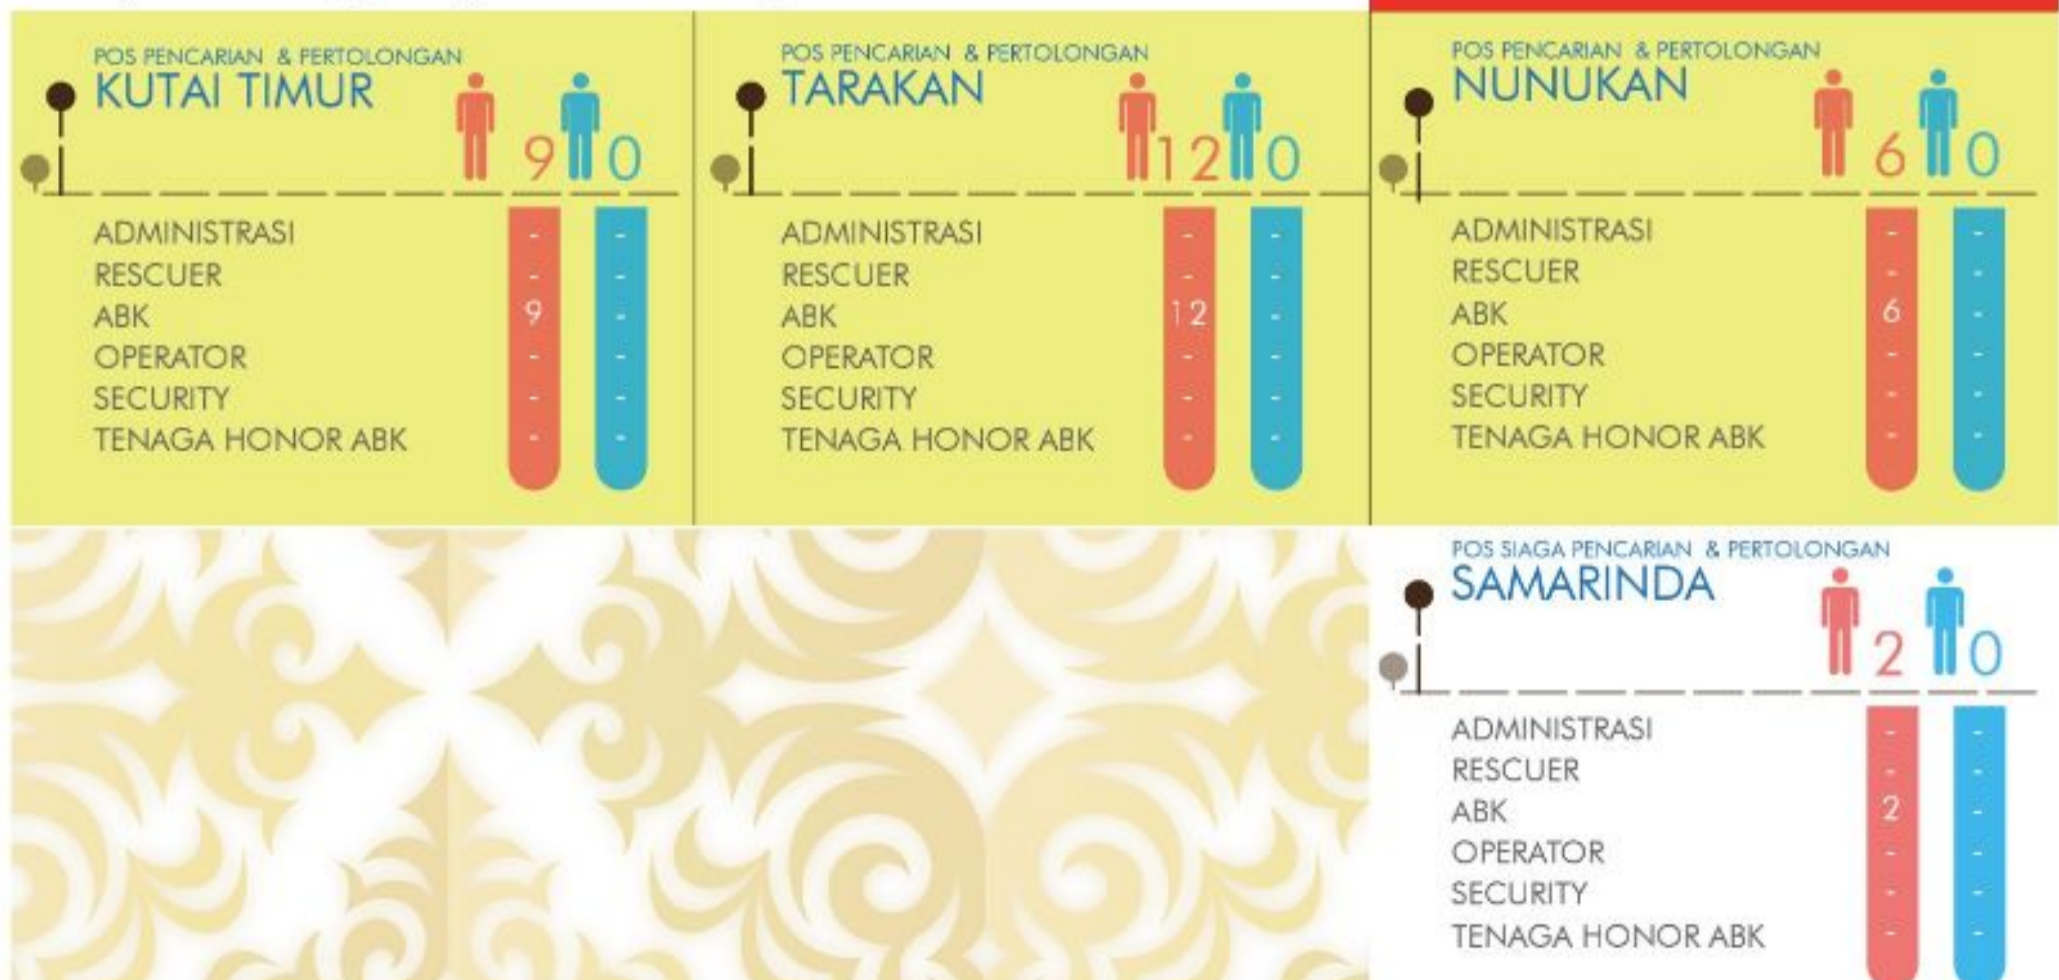 POS PENCARIAN & PERTOLONGAN
KUTAI TIMUR
9 0
ADMINISTRASI - -
RESCUER - -
ABK 9 -
OPERATOR - -
SECURITY - -
TENAGA HONOR ABK - -
POS PENCARIAN & PERTOLONGAN
TARAKAN
12 0
ADMINISTRASI - -
RESCUER - -
ABK 12 -
OPERATOR - -
SECURITY - -
TENAGA HONOR ABK - -
POS PENCARIAN & PERTOLONGAN
NUNUKAN
6 0
ADMINISTRASI - -
RESCUER - -
ABK 6 -
OPERATOR - -
SECURITY - -
TENAGA HONOR ABK - -
POS SIAGA PENCARIAN & PERTOLONGAN
SAMARINDA
2 0
ADMINISTRASI - -
RESCUER - -
ABK 2 -
OPERATOR - -
SECURITY - -
TENAGA HONOR ABK - -